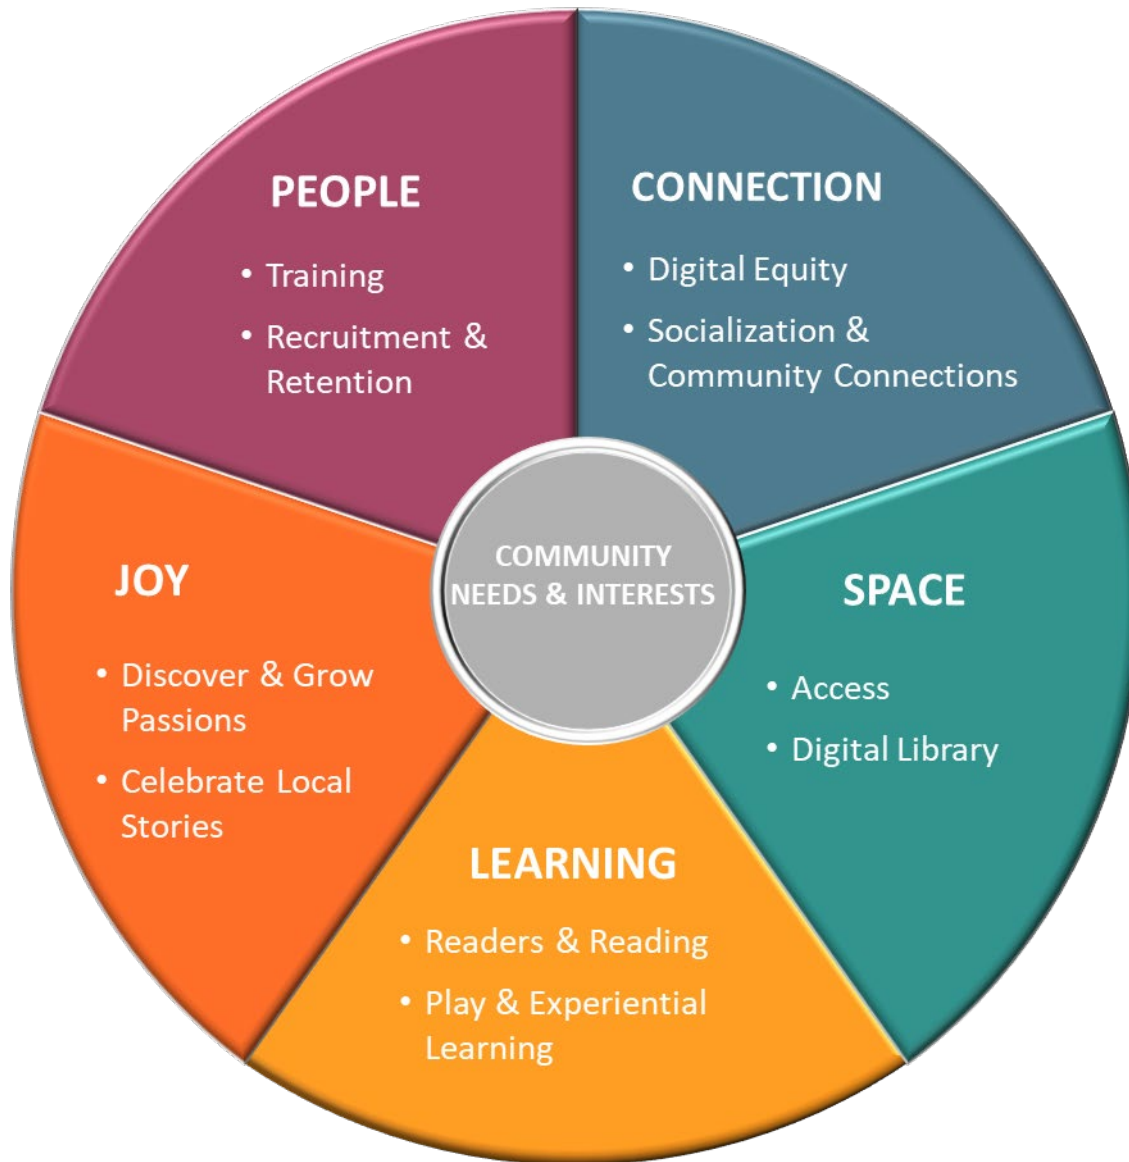 PEOPLE
• Training
• Recruitment &
Retention
CONNECTION
• Digital Equity
• Socialization &
Community Connections
SPACE
• Access
• Digital Library
LEARNING
• Readers & Reading
• Play & Experiential
Learning
JOY
• Discover & Grow
Passions
• Celebrate Local
Stories
COMMUNITY
NEEDS & INTERESTS